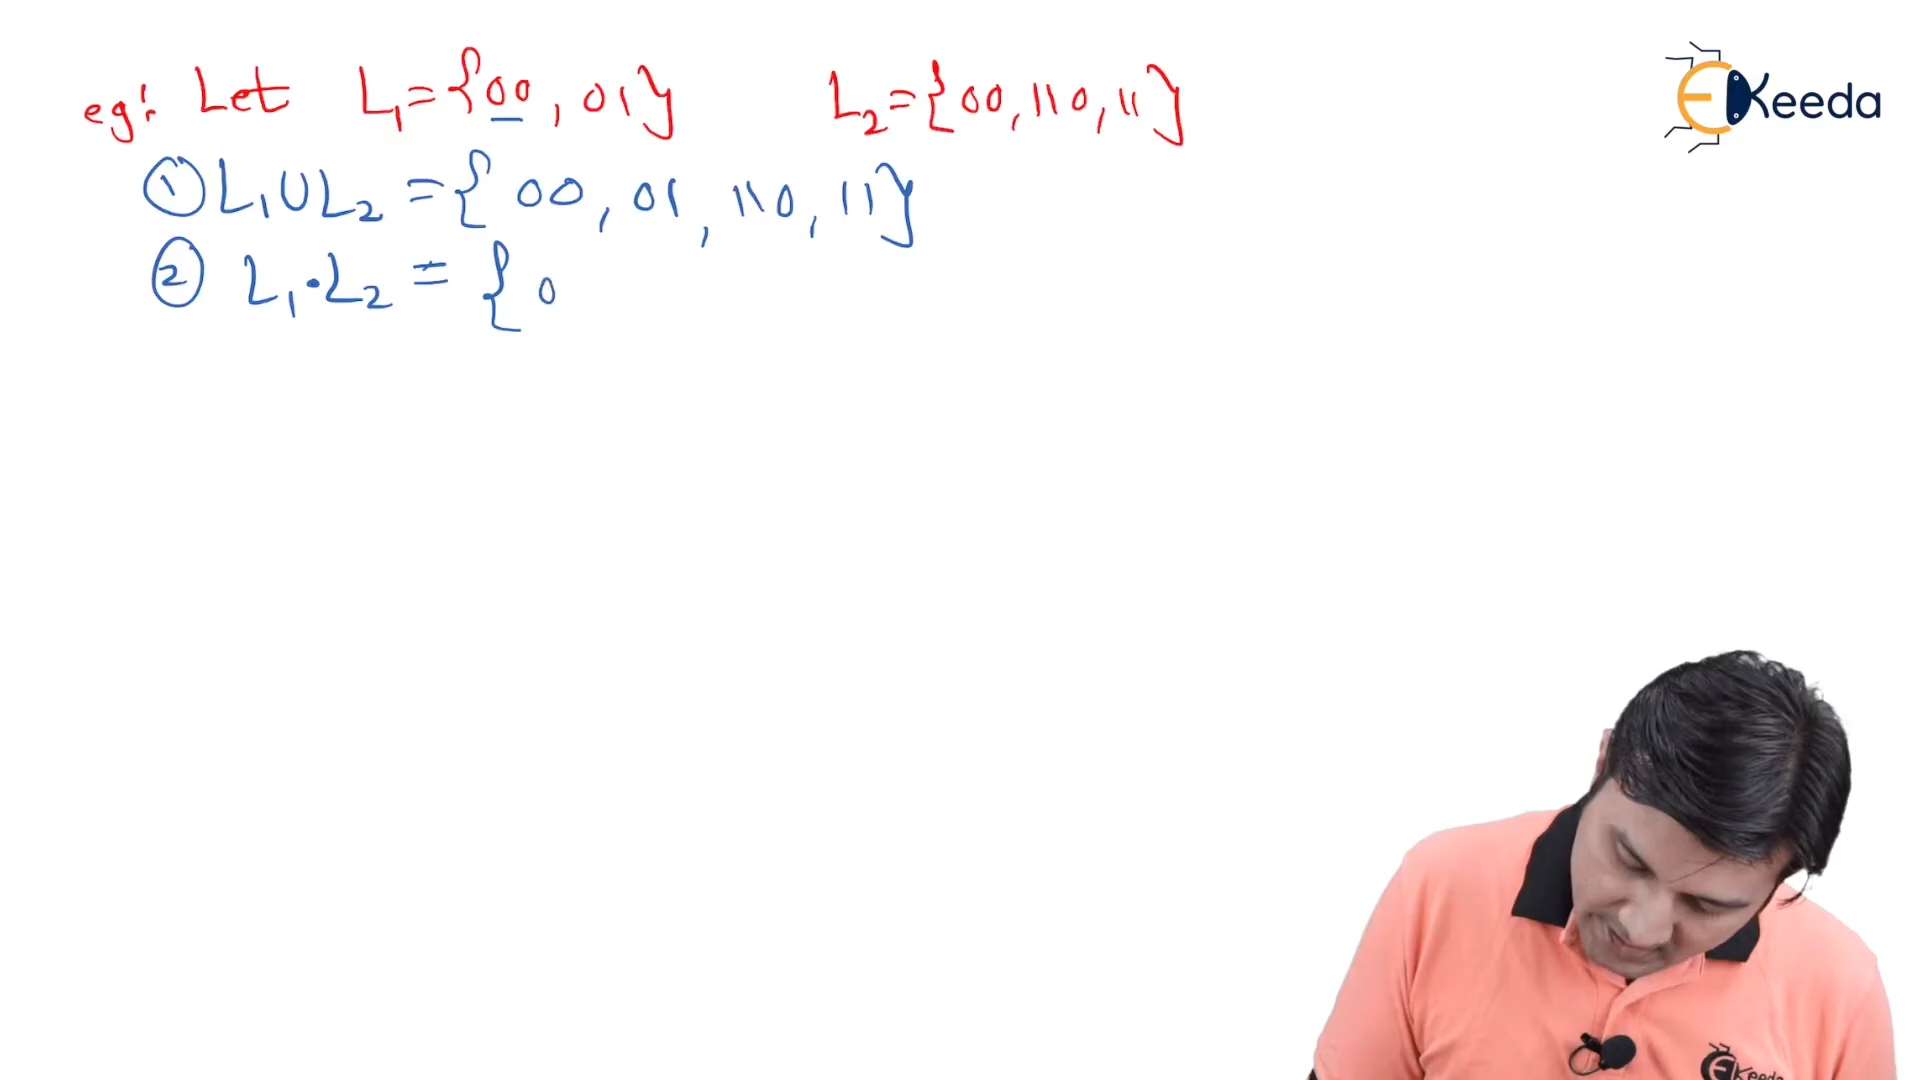 eg: Let L₁={00, 01} L₂={00,110,11}
① L₁∪L₂ = {00, 01, 110, 11}
② L₁·L₂ = {0
EKeeda
EKeeda